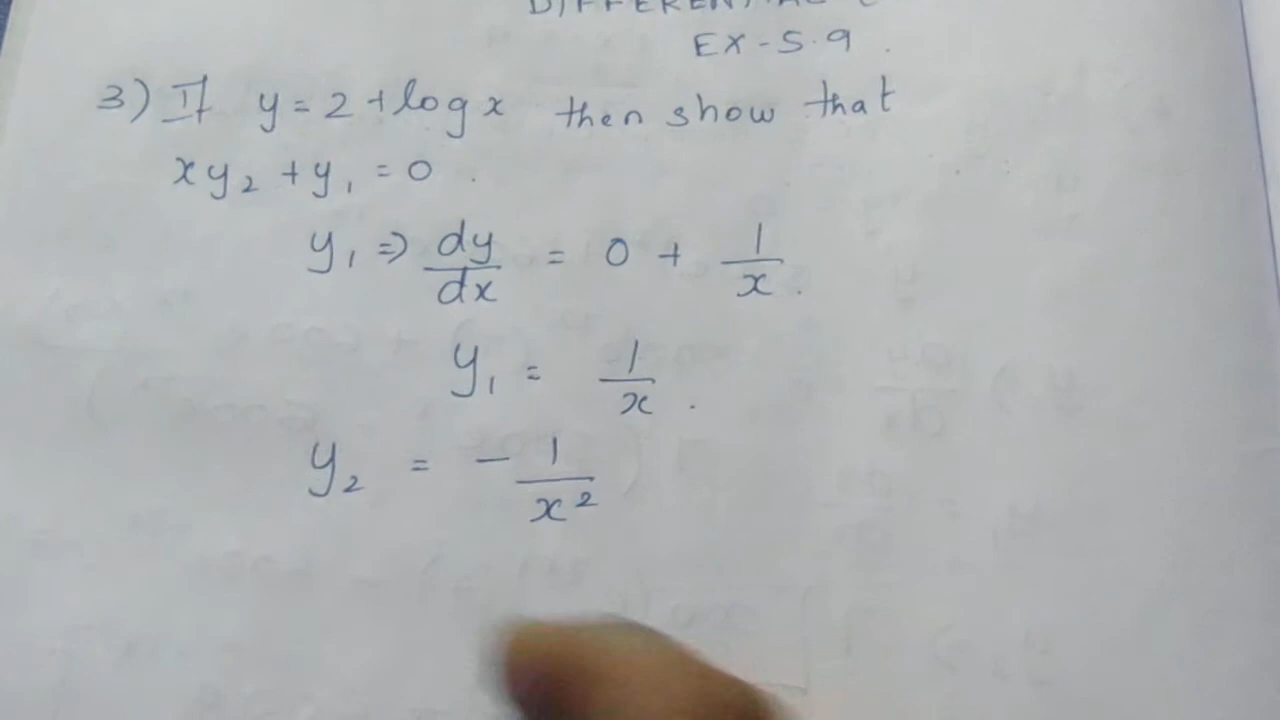 DIFFERENTIAL
EX-5.9.
3) If y = 2 + log x then show that
xy₂ + y₁ = 0.
y₁ ⇒ dy/dx = 0 + 1/x.
y₁ = 1/x.
y₂ = - 1/x²